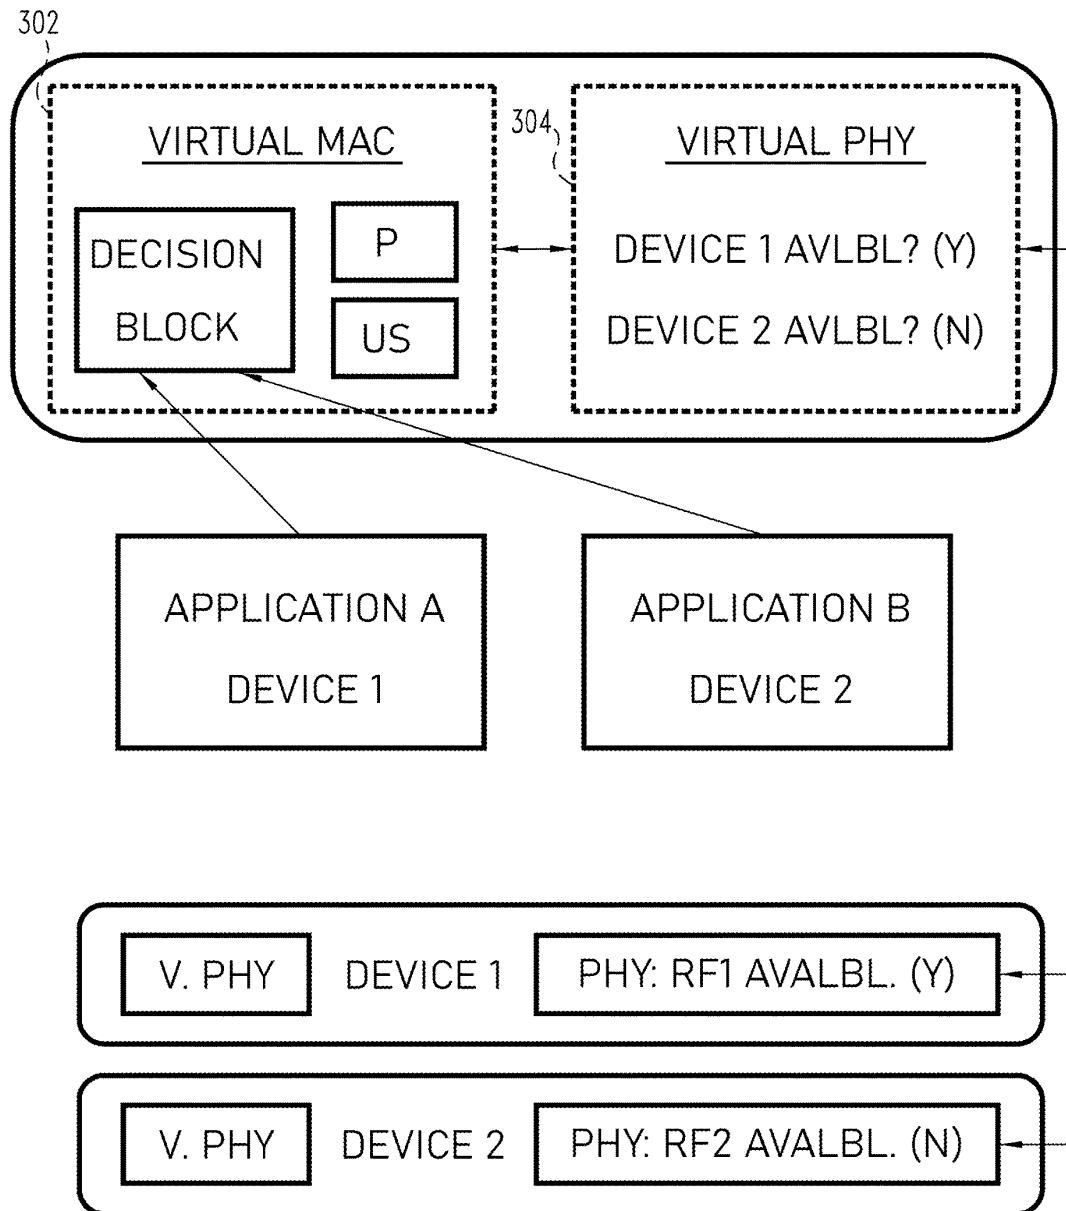 302
VIRTUAL MAC
304
VIRTUAL PHY
DECISION
BLOCK
P
US
DEVICE 1 AVLBL? (Y)
DEVICE 2 AVLBL? (N)
APPLICATION A
DEVICE 1
APPLICATION B
DEVICE 2
V. PHY
DEVICE 1
PHY: RF1 AVALBL. (Y)
V. PHY
DEVICE 2
PHY: RF2 AVALBL. (N)